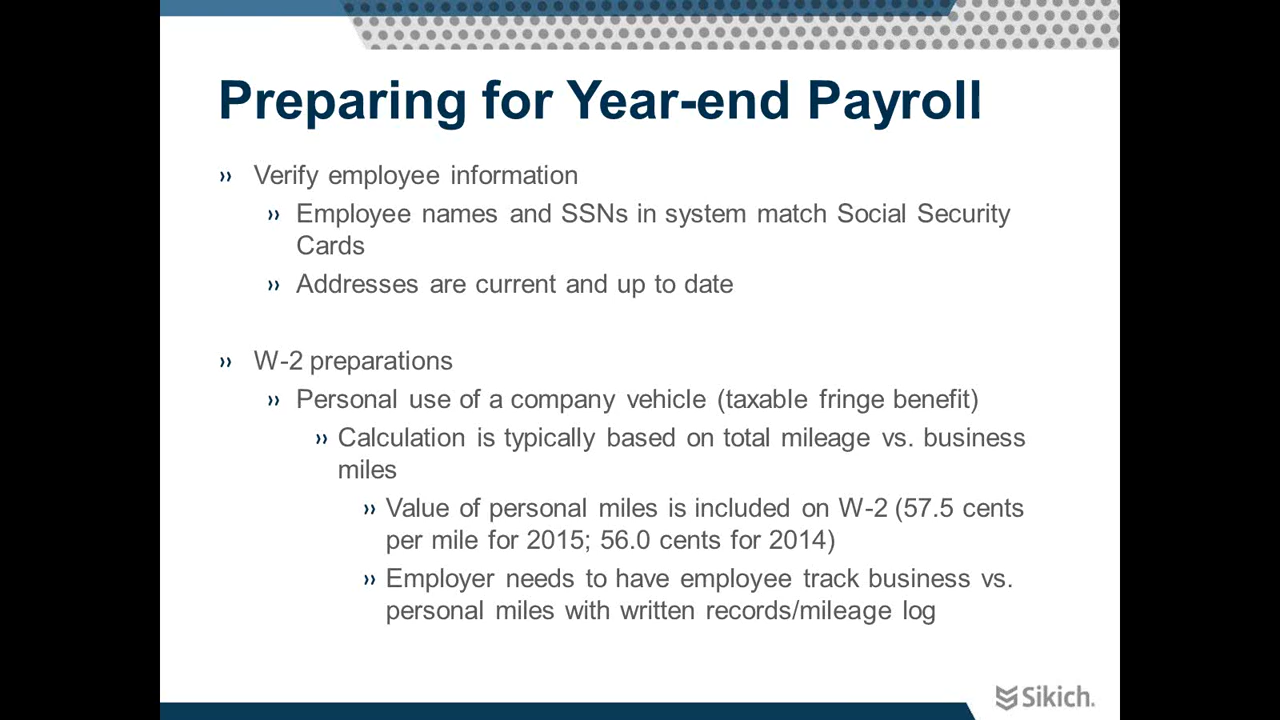 Preparing for Year-end Payroll
» Verify employee information
» Employee names and SSNs in system match Social Security
Cards
» Addresses are current and up to date
» W-2 preparations
» Personal use of a company vehicle (taxable fringe benefit)
» Calculation is typically based on total mileage vs. business
miles
» Value of personal miles is included on W-2 (57.5 cents
per mile for 2015; 56.0 cents for 2014)
» Employer needs to have employee track business vs.
personal miles with written records/mileage log
Sikich.